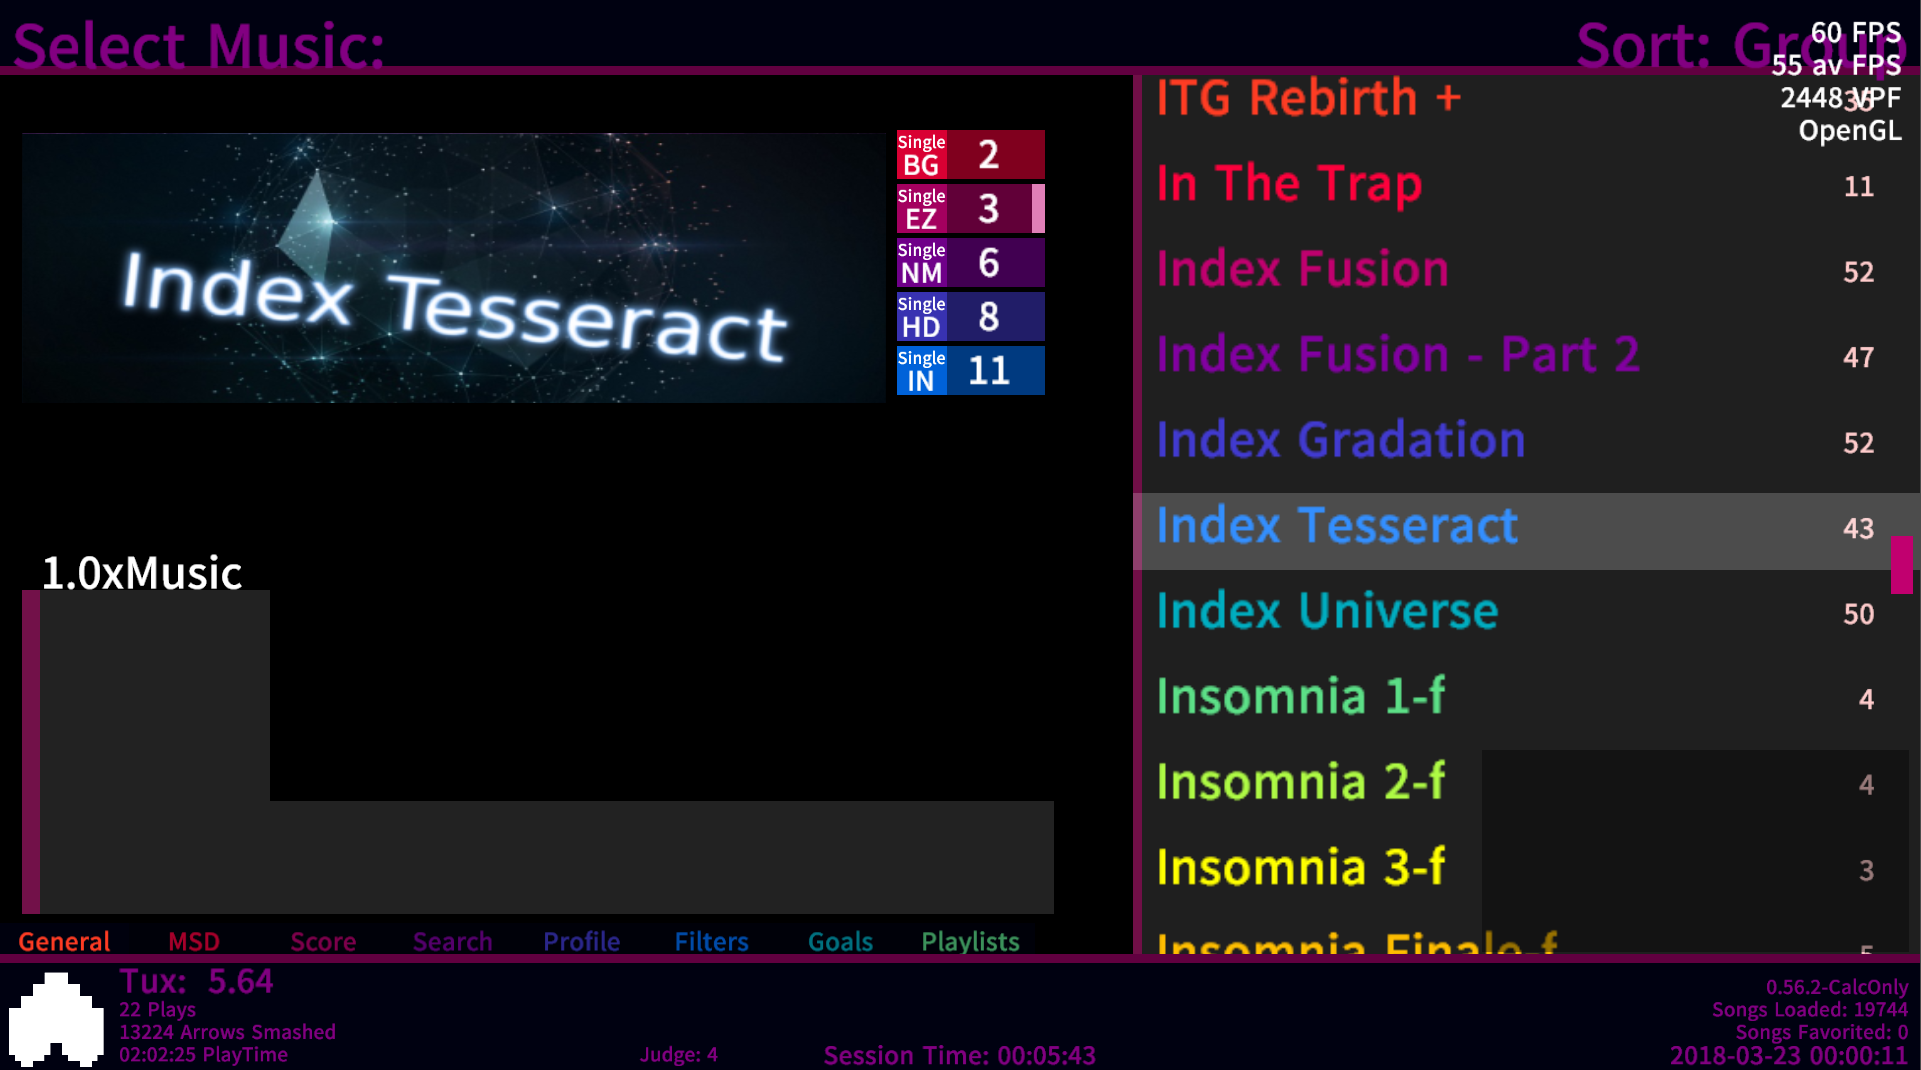 Select Music:
Sort: Group
60 FPS
55 av FPS
2448 VPF
OpenGL
Index Tesseract
Single BG 2
Single EZ 3
Single NM 6
Single HD 8
Single IN 11
1.0xMusic
ITG Rebirth +
In The Trap 11
Index Fusion 52
Index Fusion - Part 2 47
Index Gradation 52
Index Tesseract 43
Index Universe 50
Insomnia 1-f 4
Insomnia 2-f 4
Insomnia 3-f 3
Insomnia Finale-f 5
General MSD Score Search Profile Filters Goals Playlists
Tux: 5.64
22 Plays
13224 Arrows Smashed
02:02:25 PlayTime
Judge: 4
Session Time: 00:05:43
0.56.2-CalcOnly
Songs Loaded: 19744
Songs Favorited: 0
2018-03-23 00:00:11